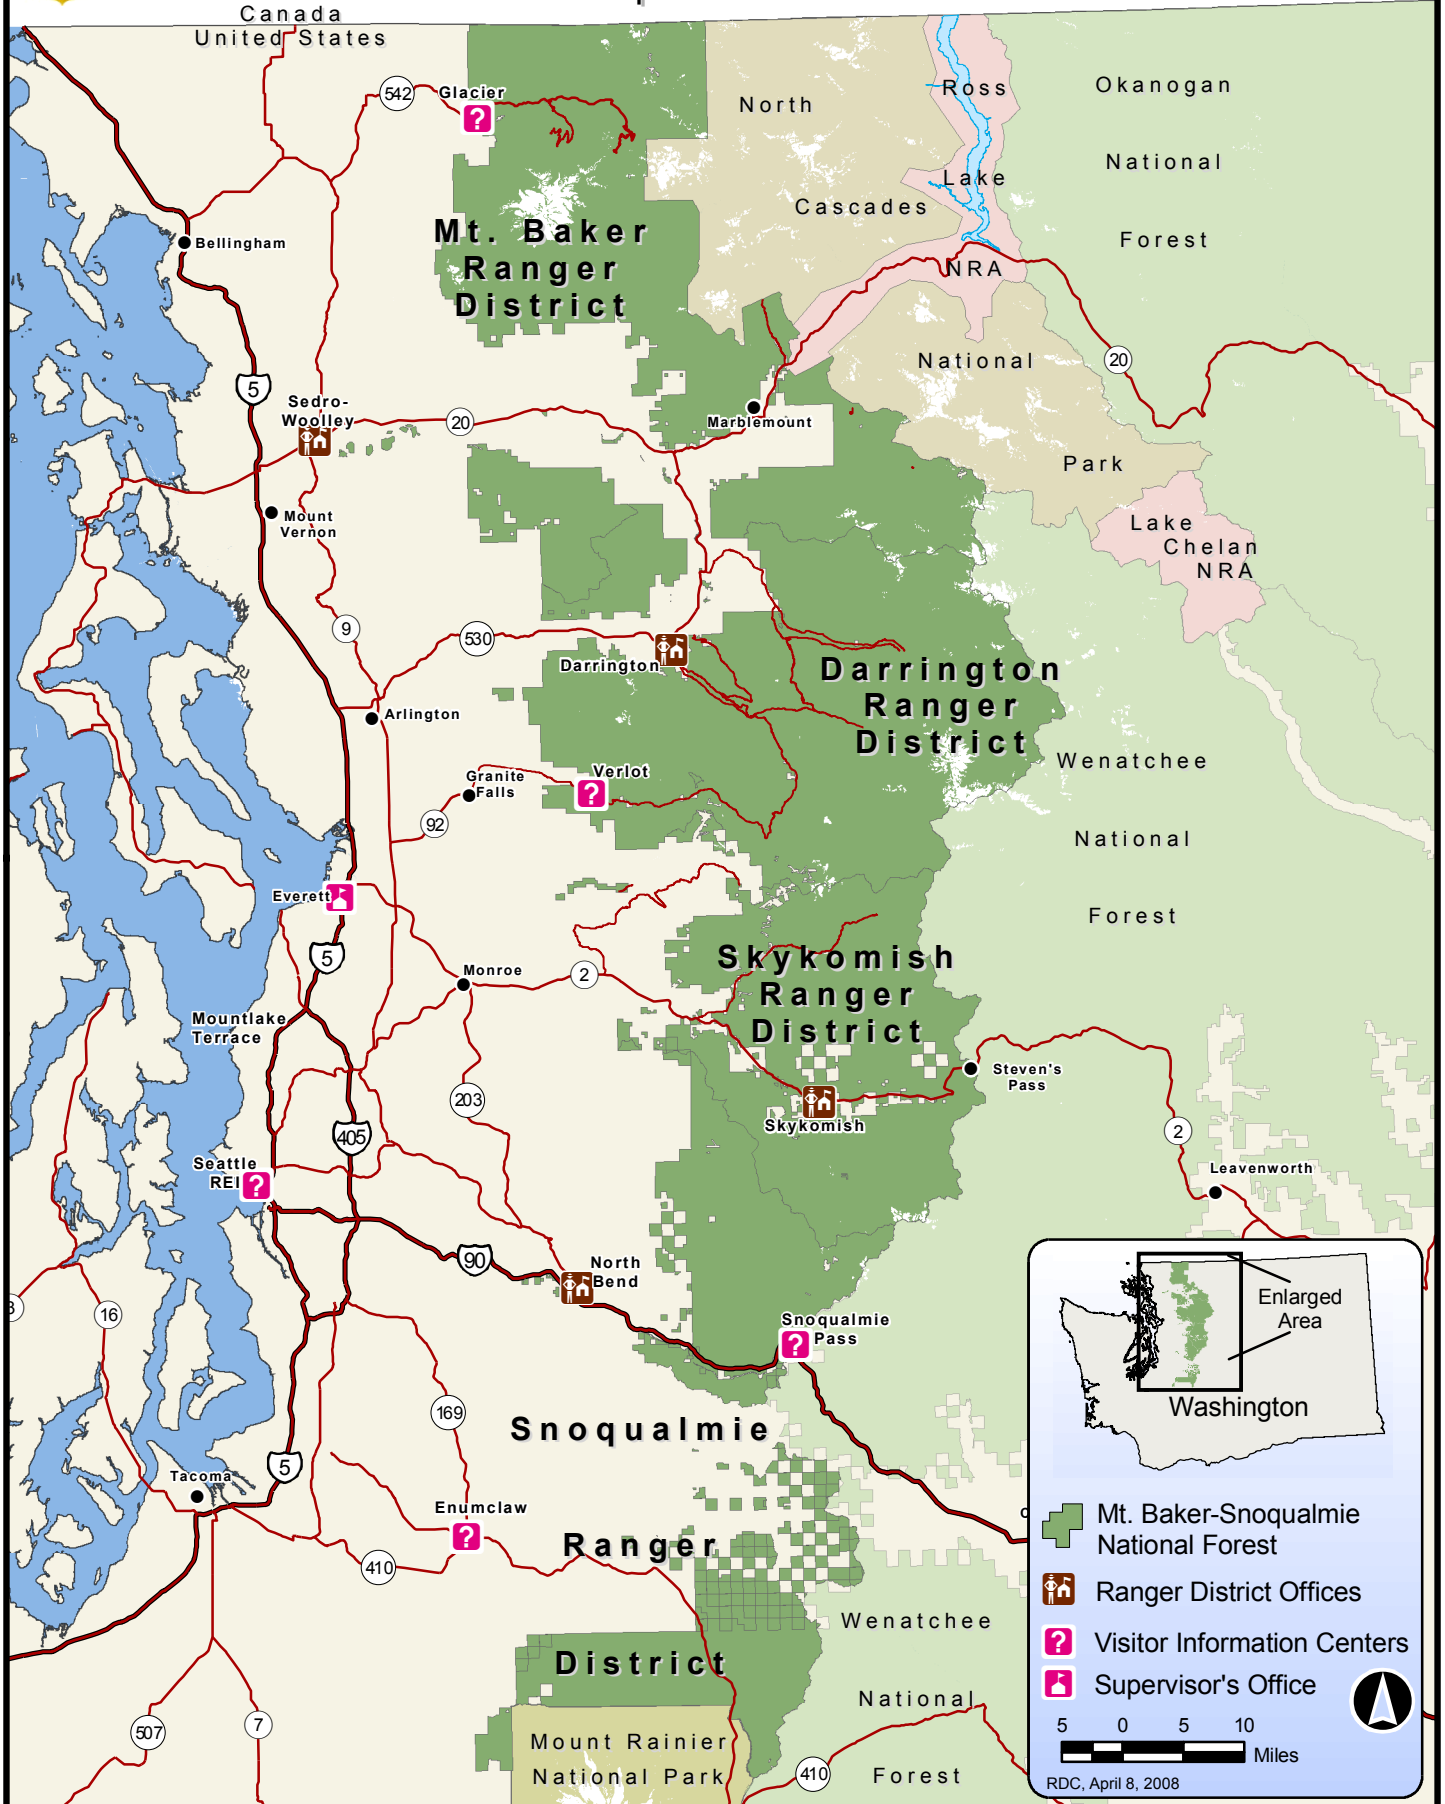 Canada
United States
542
Glacier
North
Ross
Okanogan
National
Lake
Cascades
Forest
Mt. Baker
Ranger
District
Bellingham
NRA
National
20
5
Sedro-
Woolley
20
Marblemount
Park
Mount
Vernon
Lake
Chelan
NRA
9
530
Darrington
Darrington
Ranger
District
Arlington
Wenatchee
Granite
Falls
Verlot
92
National
Everett
Forest
5
Skykomish
Ranger
District
Monroe
2
Mountlake
Terrace
Steven's
Pass
203
Skykomish
405
2
Seattle
REI
Leavenworth
90
North
Bend
16
Snoqualmie
Pass
Enlarged
Area
Washington
169
Snoqualmie
5
Tacoma
Enumclaw
Ranger
410
Mt. Baker-Snoqualmie
National Forest
Ranger District Offices
Wenatchee
Visitor Information Centers
District
Supervisor's Office
National
507
7
Mount Rainier
National Park
410
Forest
5 0 5 10
Miles
RDC, April 8, 2008